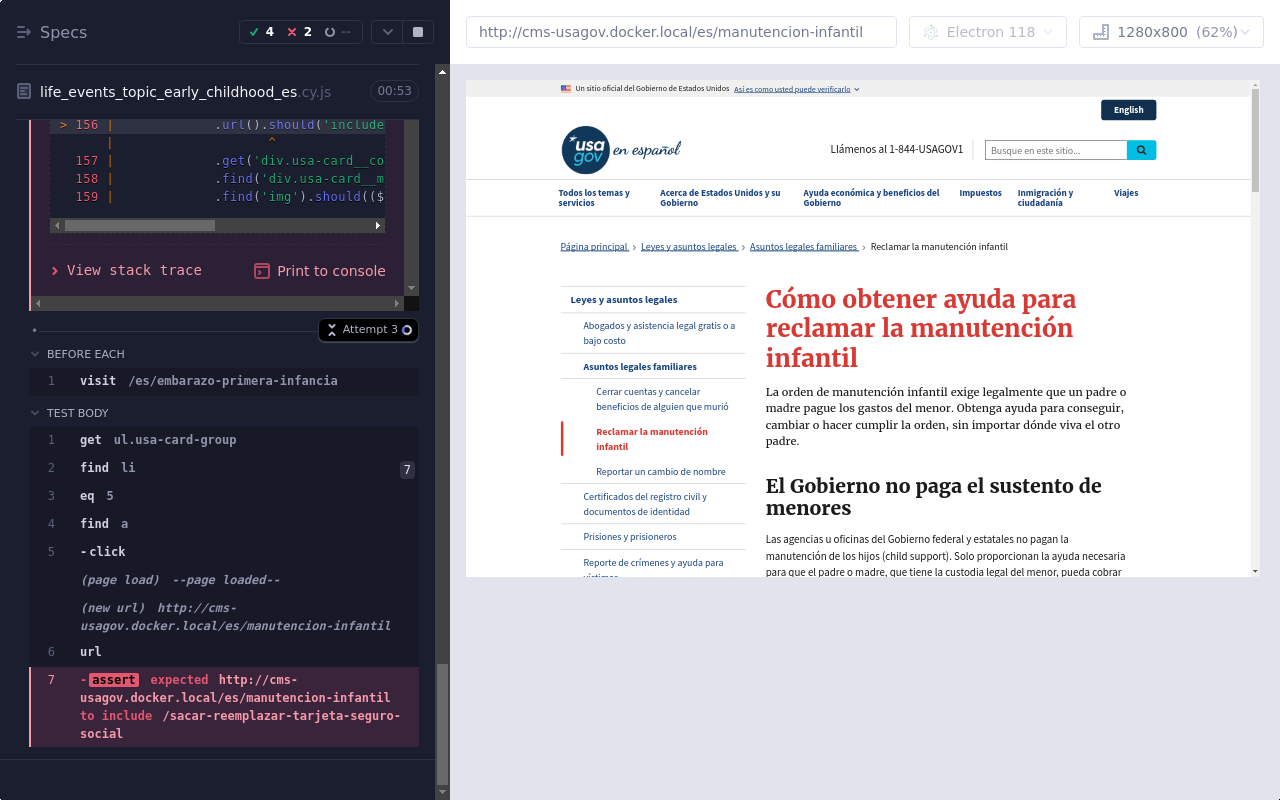 Specs
4
2
--
life_events_topic_early_childhood_es.cy.js
00:53
> 156 | .url().should('include
| ^
157 | .get('div.usa-card__co
158 | .find('div.usa-card__m
159 | .find('img').should(($
View stack trace
Print to console
Attempt 3
BEFORE EACH
1 visit /es/embarazo-primera-infancia
TEST BODY
1 get ul.usa-card-group
2 find li 7
3 eq 5
4 find a
5 -click
(page load) --page loaded--
(new url) http://cms-
usagov.docker.local/es/manutencion-infantil
6 url
7 -assert expected http://cms-
usagov.docker.local/es/manutencion-infantil
to include /sacar-reemplazar-tarjeta-seguro-
social
http://cms-usagov.docker.local/es/manutencion-infantil
Electron 118
1280x800 (62%)
Un sitio oficial del Gobierno de Estados Unidos Así es como usted puede verificarlo
English
usa
gov
en español
Llámenos al 1-844-USAGOV1
Busque en este sitio...
Todos los temas y
servicios
Acerca de Estados Unidos y su
Gobierno
Ayuda económica y beneficios del
Gobierno
Impuestos
Inmigración y
ciudadanía
Viajes
Página principal › Leyes y asuntos legales › Asuntos legales familiares › Reclamar la manutención infantil
Leyes y asuntos legales
Abogados y asistencia legal gratis o a
bajo costo
Asuntos legales familiares
Cerrar cuentas y cancelar
beneficios de alguien que murió
Reclamar la manutención
infantil
Reportar un cambio de nombre
Certificados del registro civil y
documentos de identidad
Prisiones y prisioneros
Reporte de crímenes y ayuda para
víctimas
Cómo obtener ayuda para
reclamar la manutención
infantil
La orden de manutención infantil exige legalmente que un padre o
madre pague los gastos del menor. Obtenga ayuda para conseguir,
cambiar o hacer cumplir la orden, sin importar dónde viva el otro
padre.
El Gobierno no paga el sustento de
menores
Las agencias u oficinas del Gobierno federal y estatales no pagan la
manutención de los hijos (child support). Solo proporcionan la ayuda necesaria
para que el padre o madre, que tiene la custodia legal del menor, pueda cobrar